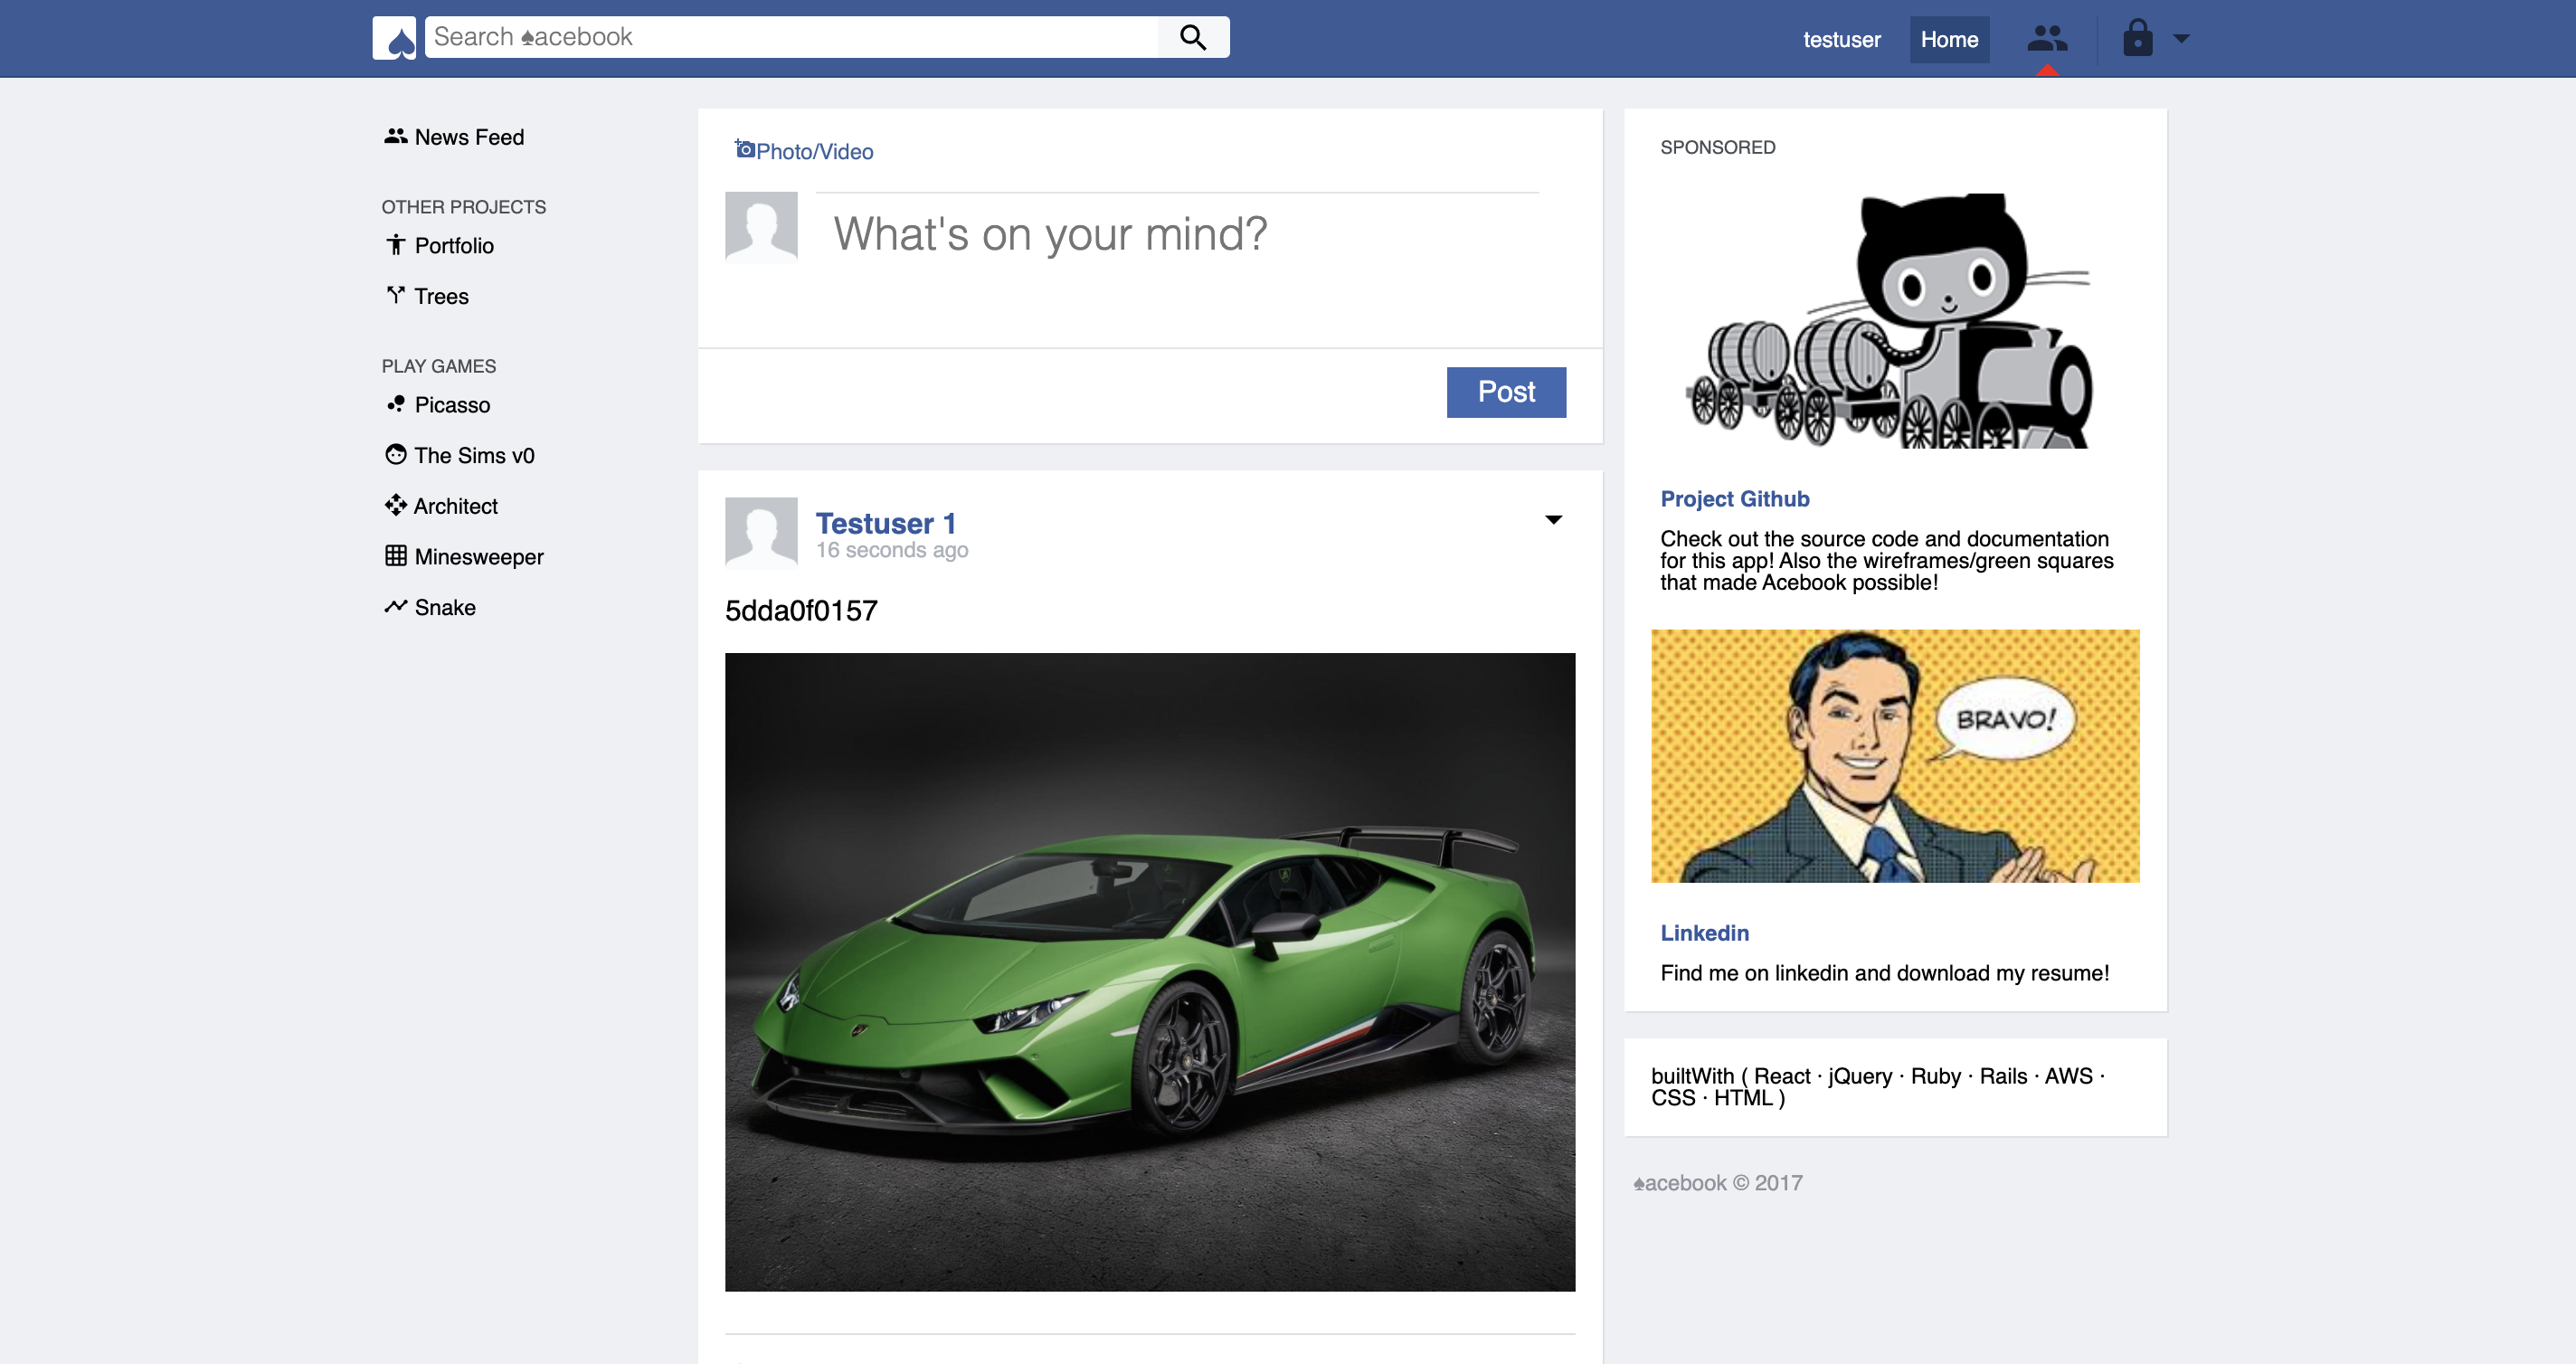 Search ♠acebook
testuser
Home
News Feed
OTHER PROJECTS
Portfolio
Trees
PLAY GAMES
Picasso
The Sims v0
Architect
Minesweeper
Snake
Photo/Video
What's on your mind?
Post
Testuser 1
16 seconds ago
5dda0f0157
SPONSORED
Project Github
Check out the source code and documentation
for this app! Also the wireframes/green squares
that made Acebook possible!
BRAVO!
Linkedin
Find me on linkedin and download my resume!
builtWith ( React · jQuery · Ruby · Rails · AWS ·
CSS · HTML )
♠acebook © 2017